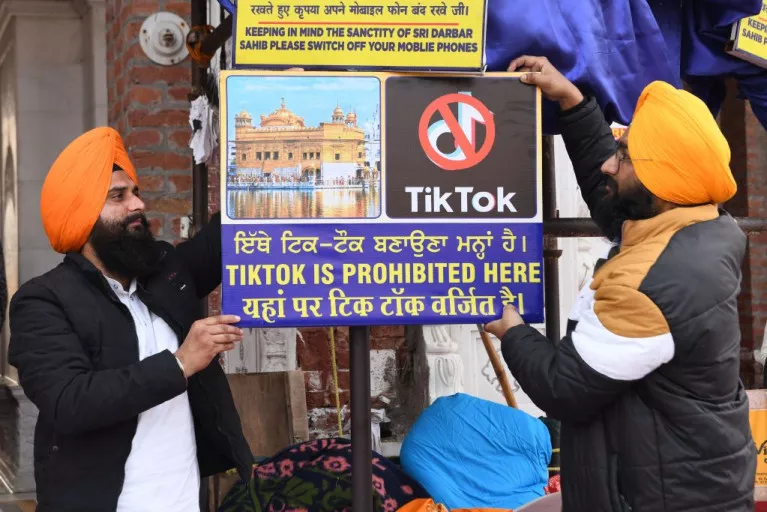 रखते हुए कृपया अपने मोबाइल फोन बंद रखे जी।
KEEPING IN MIND THE SANCTITY OF SRI DARBAR
SAHIB PLEASE SWITCH OFF YOUR MOBLIE PHONES
TikTok
ਇੱਥੇ ਟਿਕ-ਟੌਕ ਬਣਾਉਣਾ ਮਨ੍ਹਾਂ ਹੈ।
TIKTOK IS PROHIBITED HERE
यहां पर टिक टॉक वर्जित है।